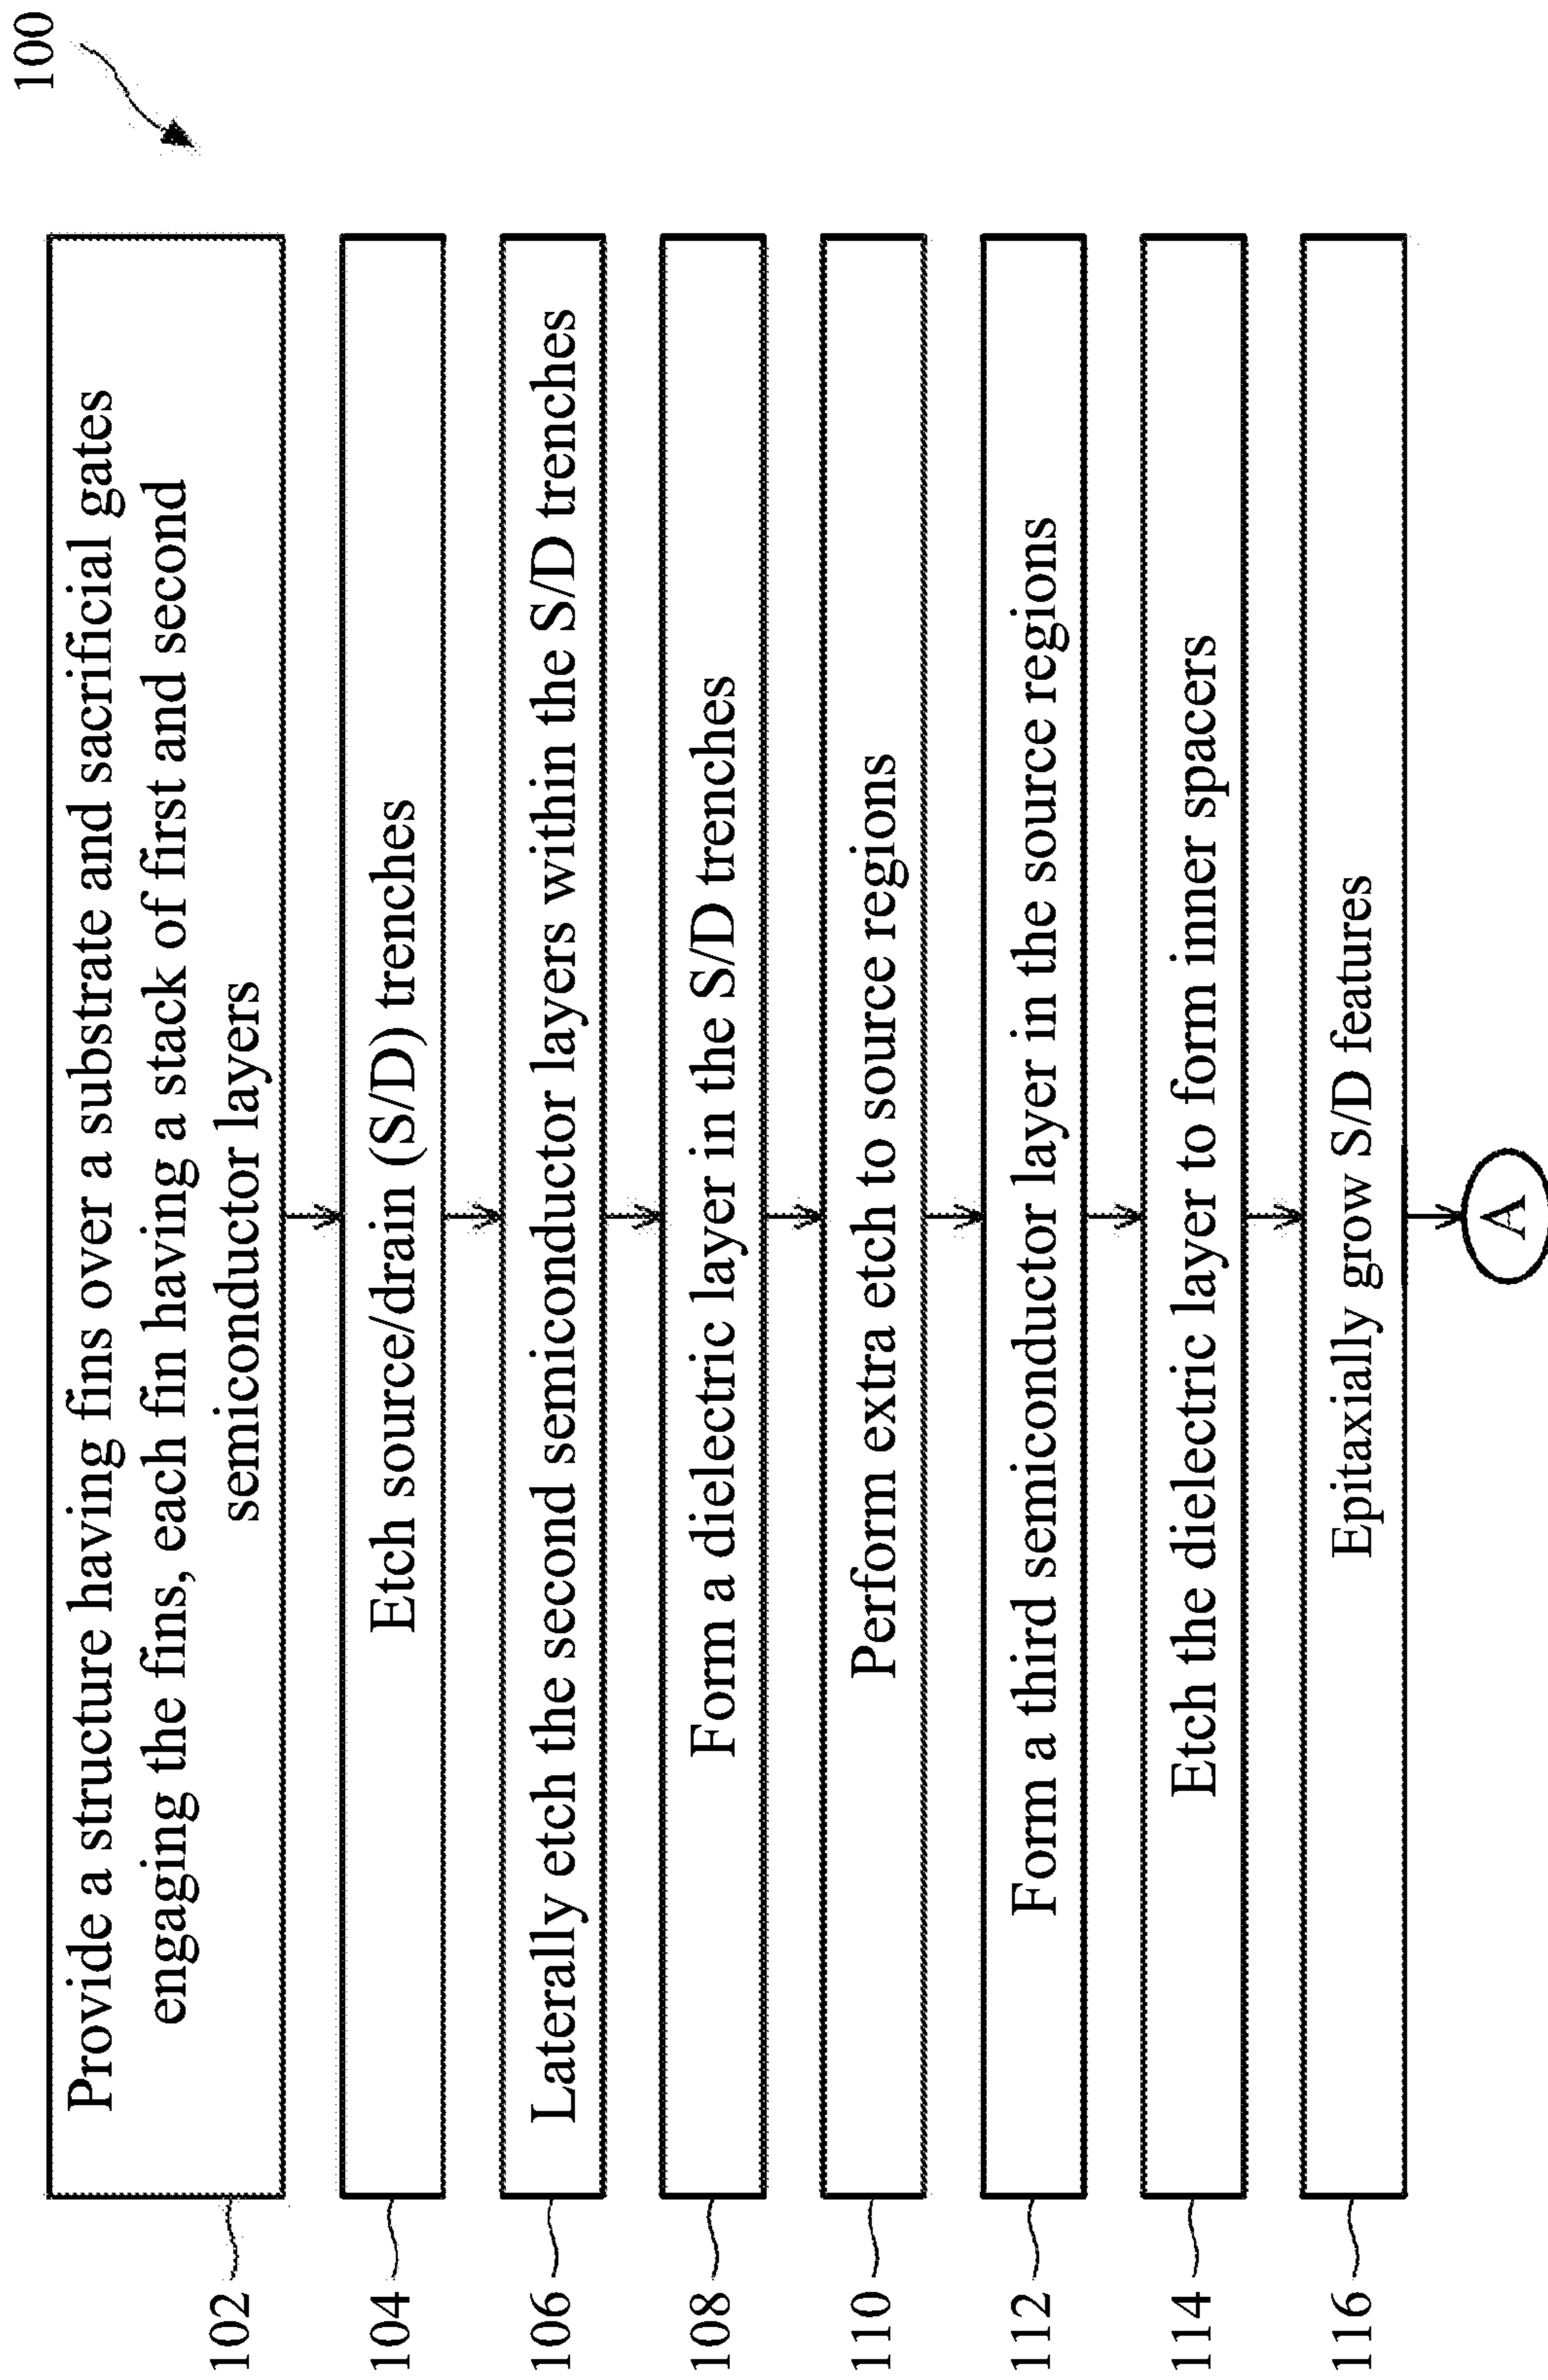 100
102
Provide a structure having fins over a substrate and sacrificial gates
engaging the fins, each fin having a stack of first and second
semiconductor layers
104
Etch source/drain (S/D) trenches
106
Laterally etch the second semiconductor layers within the S/D trenches
108
Form a dielectric layer in the S/D trenches
110
Perform extra etch to source regions
112
Form a third semiconductor layer in the source regions
114
Etch the dielectric layer to form inner spacers
116
Epitaxially grow S/D features
A